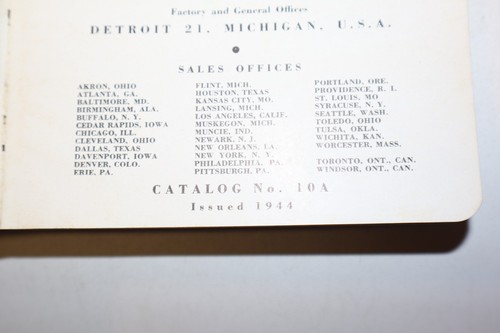 Factory and General Offices
DETROIT 21, MICHIGAN, U.S.A.
SALES OFFICES
AKRON, OHIO
ATLANTA, GA.
BALTIMORE, MD.
BIRMINGHAM, ALA.
BUFFALO, N. Y.
CEDAR RAPIDS, IOWA
CHICAGO, ILL.
CLEVELAND, OHIO
DALLAS, TEXAS
DAVENPORT, IOWA
DENVER, COLO.
ERIE, PA.
FLINT, MICH.
HOUSTON, TEXAS
KANSAS CITY, MO.
LANSING, MICH.
LOS ANGELES, CALIF.
MUSKEGON, MICH.
MUNCIE, IND.
NEWARK, N. J.
NEW ORLEANS, LA.
NEW YORK, N. Y.
PHILADELPHIA, PA.
PITTSBURGH, PA.
PORTLAND, ORE.
PROVIDENCE, R. I.
ST. LOUIS, MO
SYRACUSE, N. Y.
SEATTLE, WASH.
TOLEDO, OHIO
TULSA, OKLA.
WICHITA, KAN.
WORCESTER, MASS.
TORONTO, ONT., CAN.
WINDSOR, ONT., CAN.
CATALOG No. 10A
Issued 1944